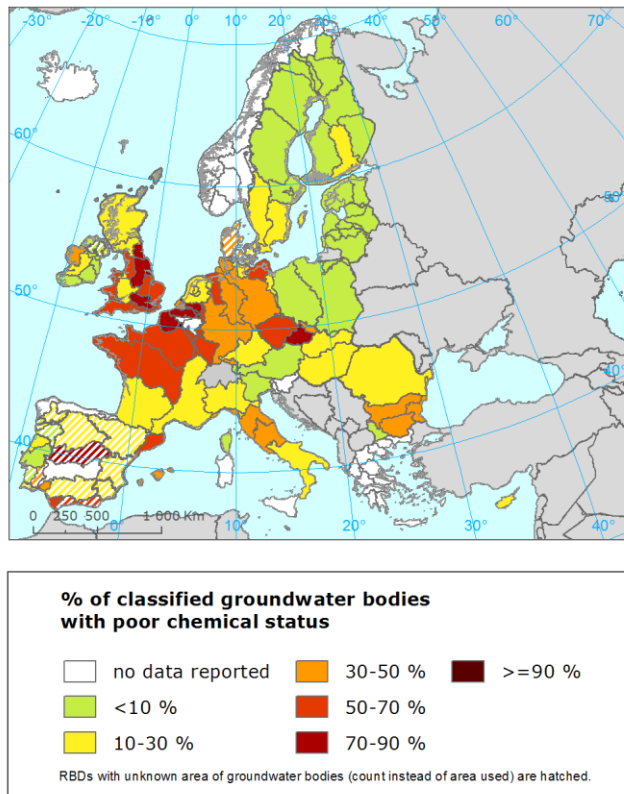 -30° -20° -10° 0° 10° 20° 30° 40° 50° 60° 70°
60°
50°
40°
60°
50°
40°
0 250 500 1 000 Km
0° 10° 20° 30° 40°
% of classified groundwater bodies
with poor chemical status
no data reported 30-50 % >=90 %
<10 % 50-70 %
10-30 % 70-90 %
RBDs with unknown area of groundwater bodies (count instead of area used) are hatched.